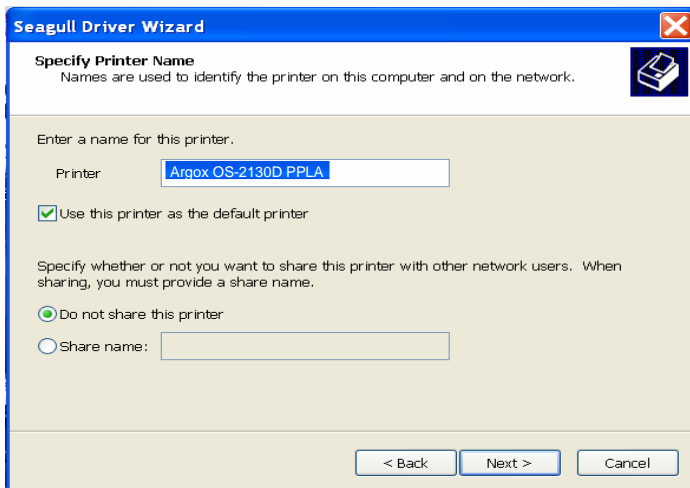 Seagull Driver Wizard
Specify Printer Name
Names are used to identify the printer on this computer and on the network.
Enter a name for this printer.
Printer Argox OS-2130D PPLA
Use this printer as the default printer
Specify whether or not you want to share this printer with other network users. When
sharing, you must provide a share name.
Do not share this printer
Share name:
< Back Next > Cancel